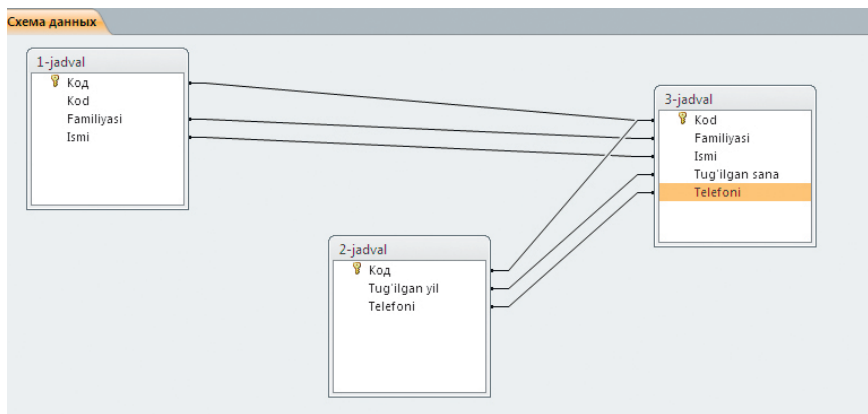 Схема данных
1-jadval
Код
Kod
Familiyasi
Ismi
3-jadval
Kod
Familiyasi
Ismi
Tug'ilgan sana
Telefoni
2-jadval
Код
Tug'ilgan yil
Telefoni